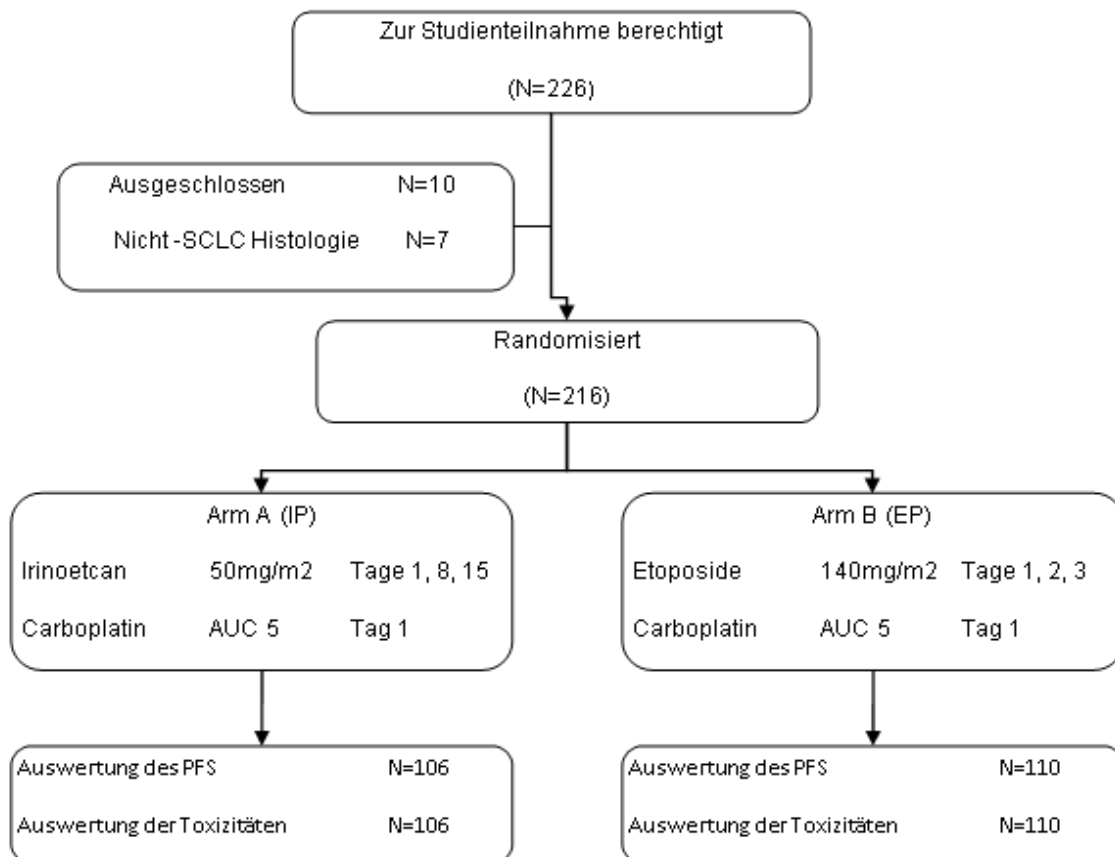 Zur Studienteilnahme berechtigt
(N=226)
Ausgeschlossen N=10
Nicht -SCLC Histologie N=7
Randomisiert
(N=216)
Arm A (IP)
Irinoetcan 50mg/m2 Tage 1, 8, 15
Carboplatin AUC 5 Tag 1
Arm B (EP)
Etoposide 140mg/m2 Tage 1, 2, 3
Carboplatin AUC 5 Tag 1
Auswertung des PFS N=106
Auswertung der Toxizitäten N=106
Auswertung des PFS N=110
Auswertung der Toxizitäten N=110